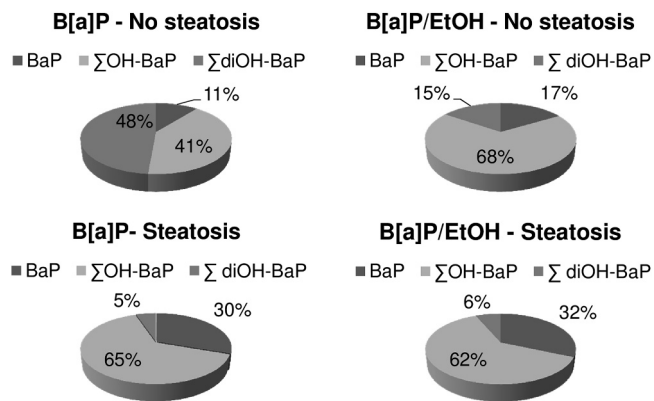 B[a]P - No steatosis
BaP ∑OH-BaP ∑diOH-BaP
11%
48%
41%
B[a]P/EtOH - No steatosis
BaP ∑OH-BaP ∑ diOH-BaP
15%
17%
68%
B[a]P- Steatosis
BaP ∑OH-BaP ∑ diOH-BaP
5%
30%
65%
B[a]P/EtOH - Steatosis
BaP ∑OH-BaP ∑ diOH-BaP
6%
32%
62%